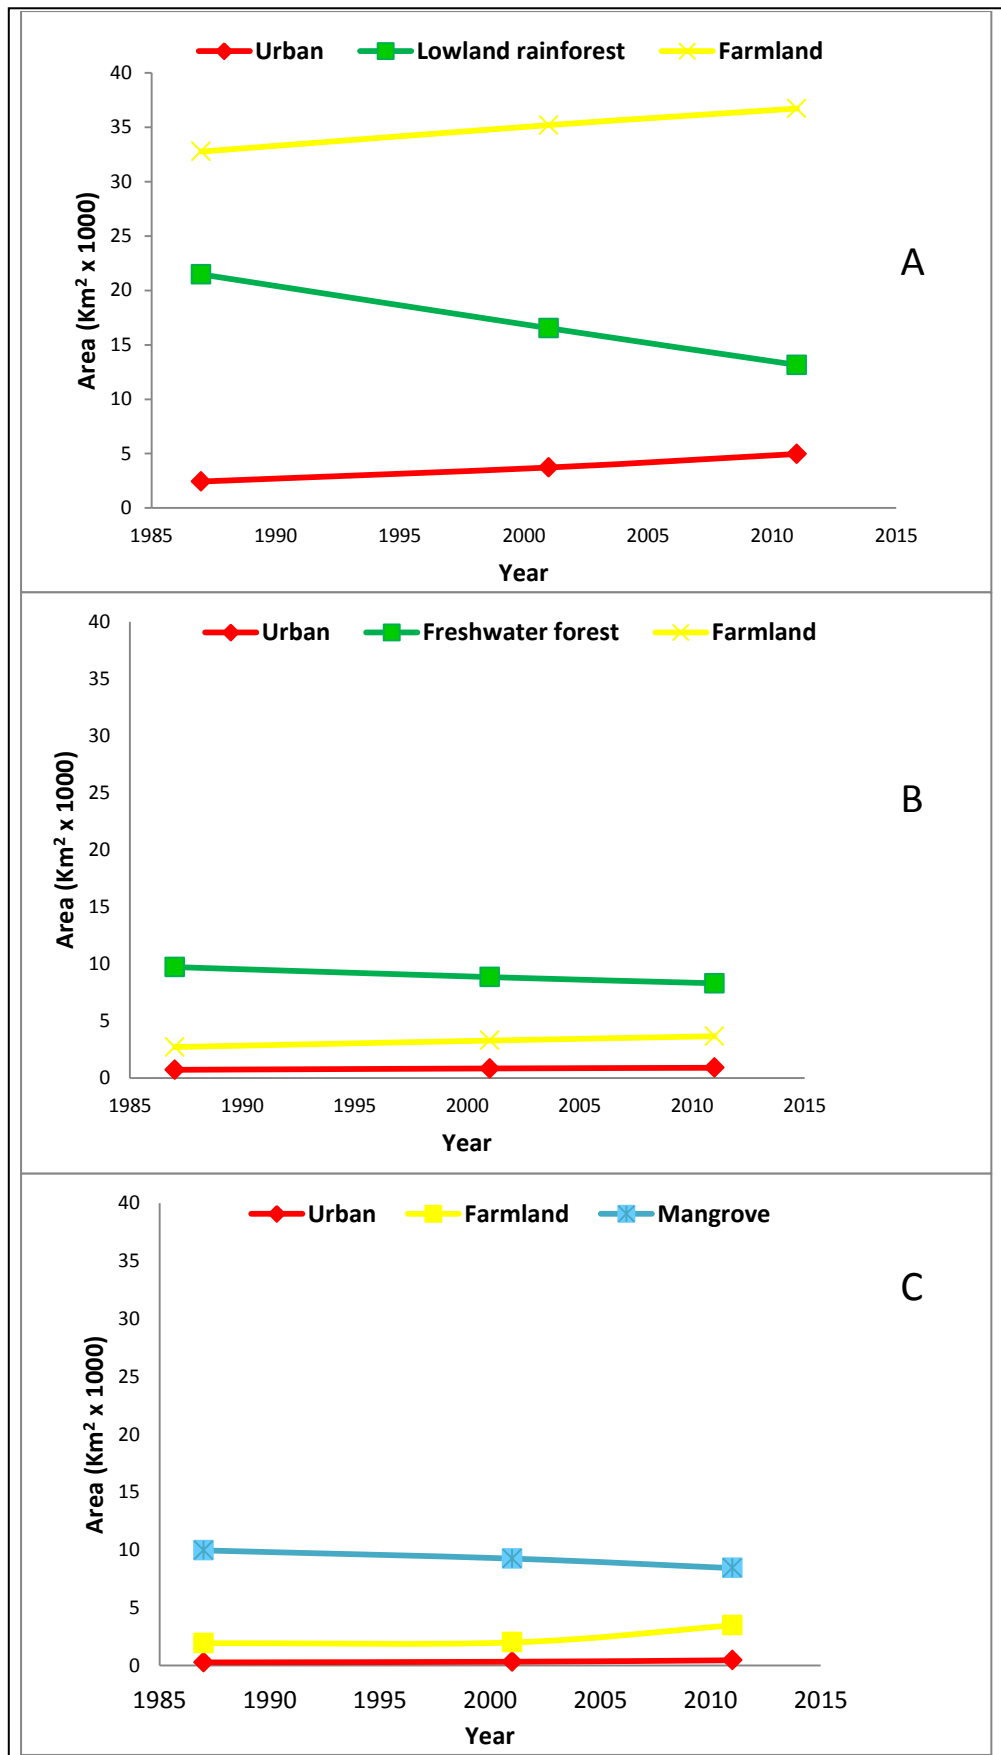 Urban Lowland rainforest Farmland
40
35
30
25
20
15
10
5
0
Area (Km² x 1000)
A
1985 1990 1995 2000 2005 2010 2015
Year
Urban Freshwater forest Farmland
40
35
30
25
20
15
10
5
0
Area (Km² x 1000)
B
1985 1990 1995 2000 2005 2010 2015
Year
Urban Farmland Mangrove
40
35
30
25
20
15
10
5
0
Area (Km² x 1000)
C
1985 1990 1995 2000 2005 2010 2015
Year